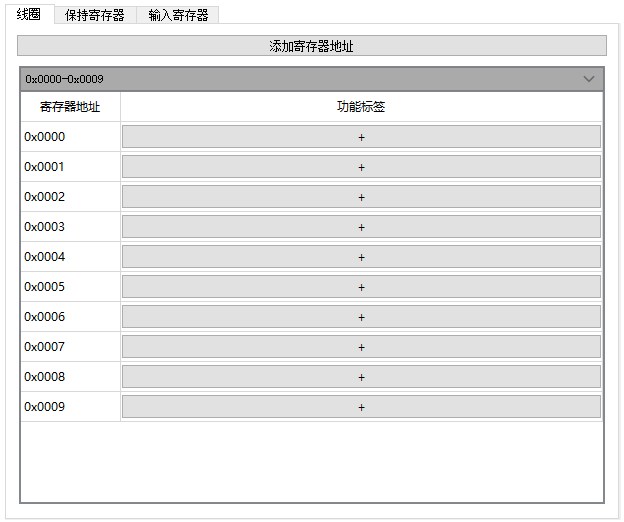 线圈 保持寄存器 输入寄存器
添加寄存器地址
0x0000-0x0009
寄存器地址 功能标签
0x0000 +
0x0001 +
0x0002 +
0x0003 +
0x0004 +
0x0005 +
0x0006 +
0x0007 +
0x0008 +
0x0009 +